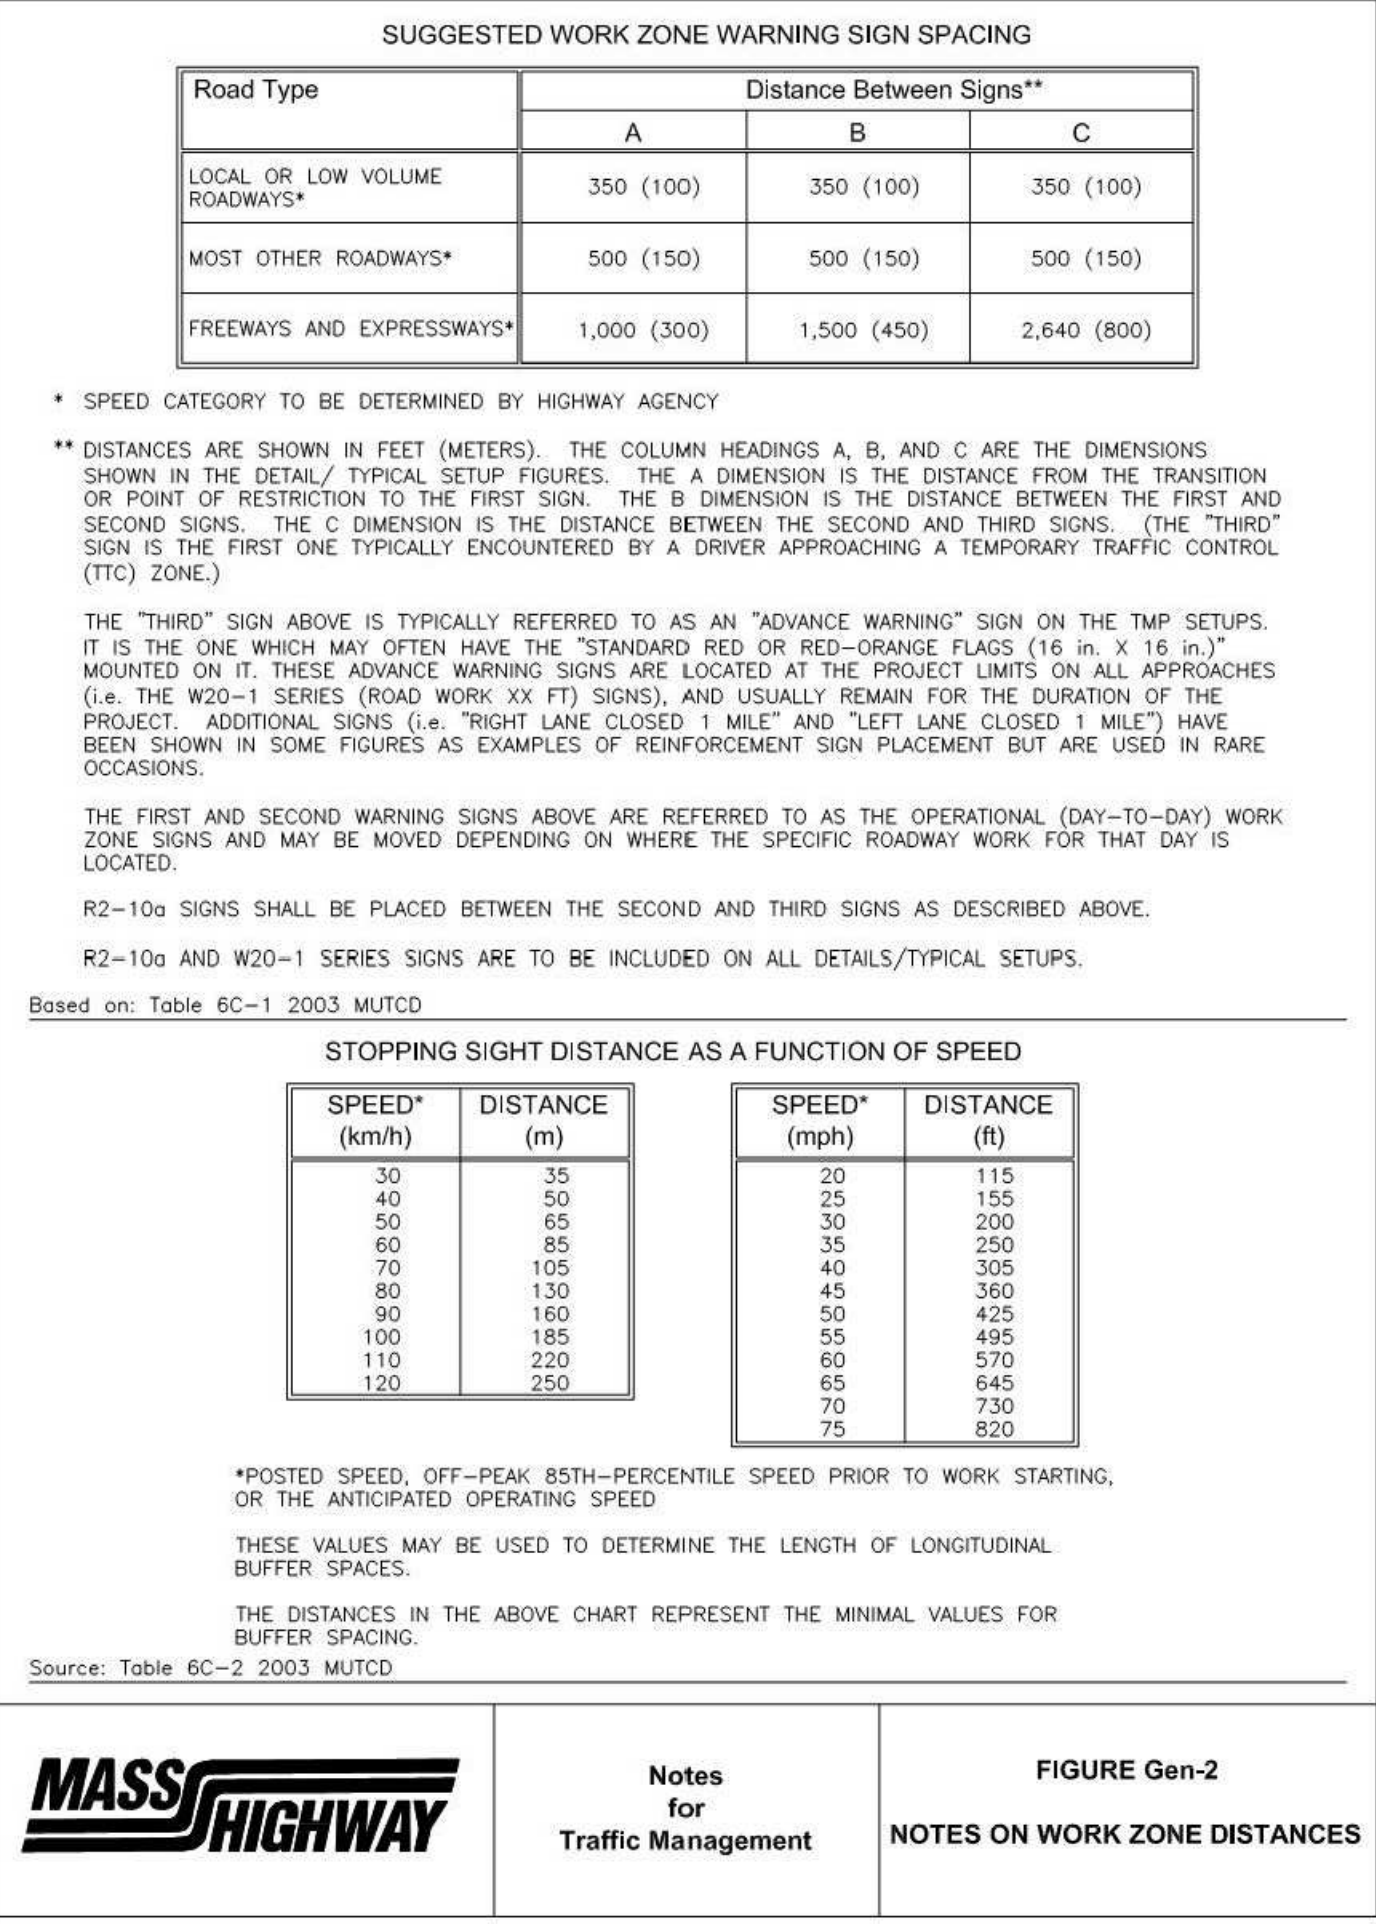 SUGGESTED WORK ZONE WARNING SIGN SPACING
Road Type
Distance Between Signs**
A B C
LOCAL OR LOW VOLUME
ROADWAYS*
350 (100) 350 (100) 350 (100)
MOST OTHER ROADWAYS* 500 (150) 500 (150) 500 (150)
FREEWAYS AND EXPRESSWAYS* 1,000 (300) 1,500 (450) 2,640 (800)
* SPEED CATEGORY TO BE DETERMINED BY HIGHWAY AGENCY
** DISTANCES ARE SHOWN IN FEET (METERS). THE COLUMN HEADINGS A, B, AND C ARE THE DIMENSIONS
SHOWN IN THE DETAIL/ TYPICAL SETUP FIGURES. THE A DIMENSION IS THE DISTANCE FROM THE TRANSITION
OR POINT OF RESTRICTION TO THE FIRST SIGN. THE B DIMENSION IS THE DISTANCE BETWEEN THE FIRST AND
SECOND SIGNS. THE C DIMENSION IS THE DISTANCE BETWEEN THE SECOND AND THIRD SIGNS. (THE "THIRD"
SIGN IS THE FIRST ONE TYPICALLY ENCOUNTERED BY A DRIVER APPROACHING A TEMPORARY TRAFFIC CONTROL
(TTC) ZONE.)
THE "THIRD" SIGN ABOVE IS TYPICALLY REFERRED TO AS AN "ADVANCE WARNING" SIGN ON THE TMP SETUPS.
IT IS THE ONE WHICH MAY OFTEN HAVE THE "STANDARD RED OR RED-ORANGE FLAGS (16 in. X 16 in.)"
MOUNTED ON IT. THESE ADVANCE WARNING SIGNS ARE LOCATED AT THE PROJECT LIMITS ON ALL APPROACHES
(i.e. THE W20-1 SERIES (ROAD WORK XX FT) SIGNS), AND USUALLY REMAIN FOR THE DURATION OF THE
PROJECT. ADDITIONAL SIGNS (i.e. "RIGHT LANE CLOSED 1 MILE" AND "LEFT LANE CLOSED 1 MILE") HAVE
BEEN SHOWN IN SOME FIGURES AS EXAMPLES OF REINFORCEMENT SIGN PLACEMENT BUT ARE USED IN RARE
OCCASIONS.
THE FIRST AND SECOND WARNING SIGNS ABOVE ARE REFERRED TO AS THE OPERATIONAL (DAY-TO-DAY) WORK
ZONE SIGNS AND MAY BE MOVED DEPENDING ON WHERE THE SPECIFIC ROADWAY WORK FOR THAT DAY IS
LOCATED.
R2-10a SIGNS SHALL BE PLACED BETWEEN THE SECOND AND THIRD SIGNS AS DESCRIBED ABOVE.
R2-10a AND W20-1 SERIES SIGNS ARE TO BE INCLUDED ON ALL DETAILS/TYPICAL SETUPS.
Based on: Table 6C-1 2003 MUTCD
STOPPING SIGHT DISTANCE AS A FUNCTION OF SPEED
SPEED* DISTANCE
(km/h) (m)
30 35
40 50
50 65
60 85
70 105
80 130
90 160
100 185
110 220
120 250
SPEED* DISTANCE
(mph) (ft)
20 115
25 155
30 200
35 250
40 305
45 360
50 425
55 495
60 570
65 645
70 730
75 820
*POSTED SPEED, OFF-PEAK 85TH-PERCENTILE SPEED PRIOR TO WORK STARTING,
OR THE ANTICIPATED OPERATING SPEED
THESE VALUES MAY BE USED TO DETERMINE THE LENGTH OF LONGITUDINAL
BUFFER SPACES.
THE DISTANCES IN THE ABOVE CHART REPRESENT THE MINIMAL VALUES FOR
BUFFER SPACING.
Source: Table 6C-2 2003 MUTCD
MASS
HIGHWAY
Notes
for
Traffic Management
FIGURE Gen-2
NOTES ON WORK ZONE DISTANCES